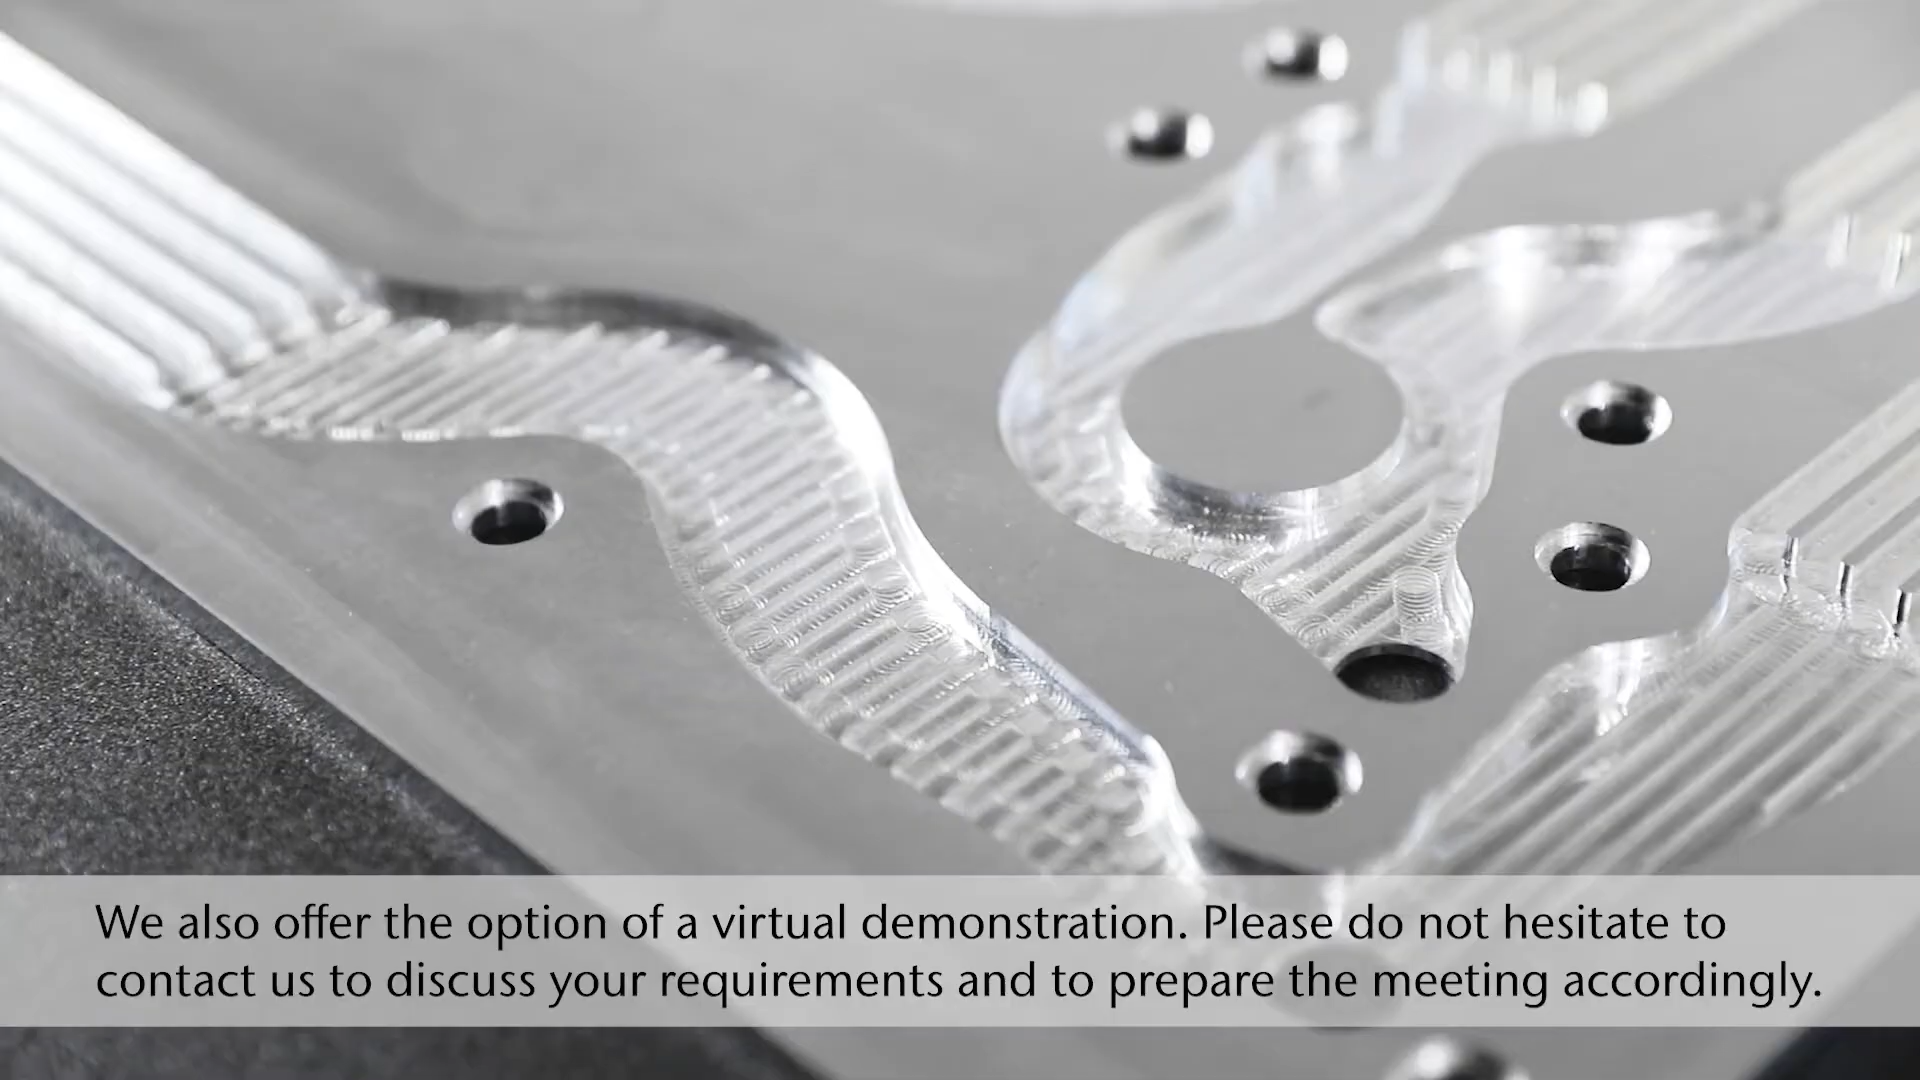 We also offer the option of a virtual demonstration. Please do not hesitate to
contact us to discuss your requirements and to prepare the meeting accordingly.